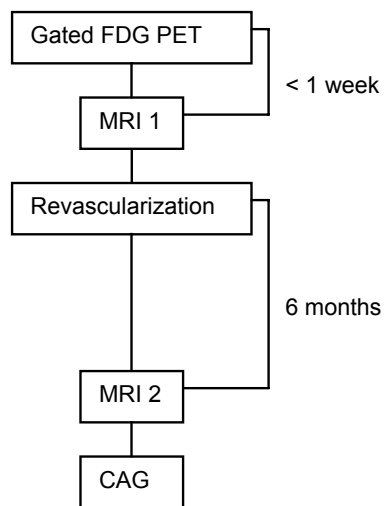 Gated FDG PET
< 1 week
MRI 1
Revascularization
6 months
MRI 2
CAG